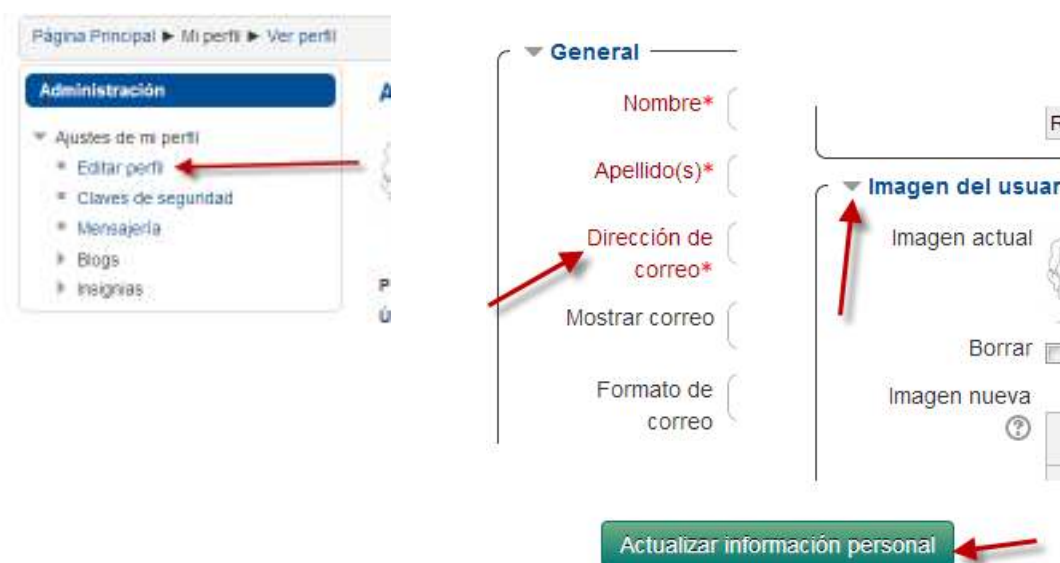 Página Principal ► Mi perfil ► Ver perfil
Administración
A
Ajustes de mi perfil
Editar perfil
Claves de seguridad
Mensajería
Blogs
Insignias
P
Ú
General
Nombre*
Apellido(s)*
Dirección de
correo*
Mostrar correo
Formato de
correo
R
Imagen del usuar
Imagen actual
Borrar
Imagen nueva
?
Actualizar información personal